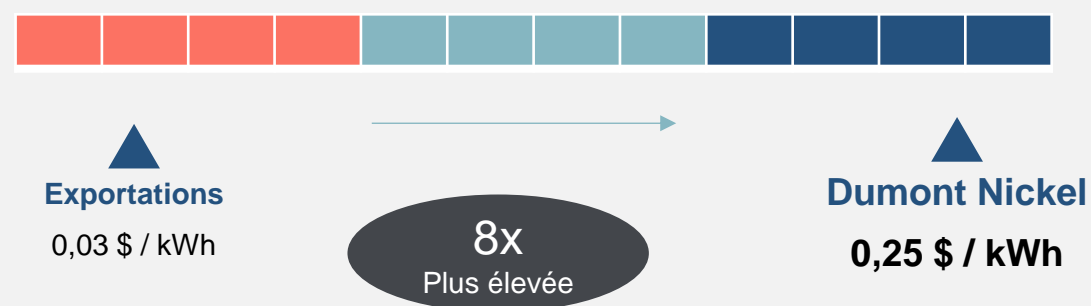 Exportations
0,03 $ / kWh
8x
Plus élevée
Dumont Nickel
0,25 $ / kWh